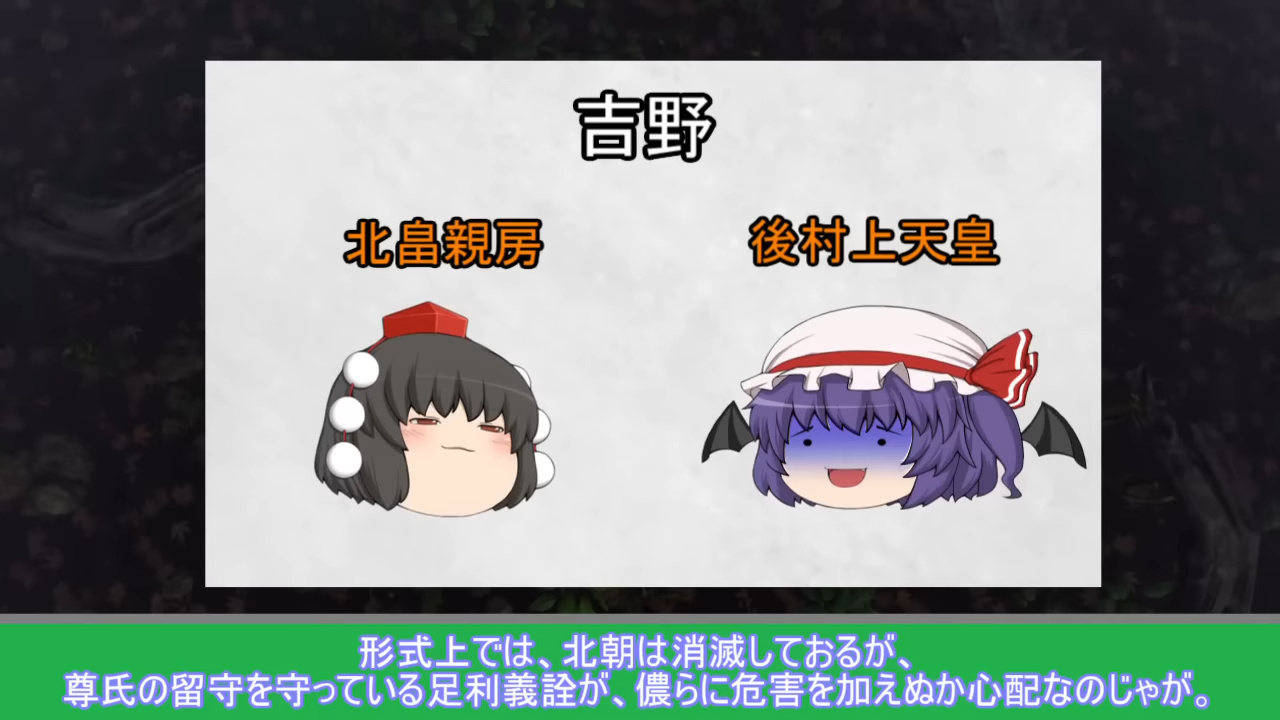 吉野
北畠親房
後村上天皇
形式上では、北朝は消滅しておるが、
尊氏の留守を守っている足利義詮が、儂らに危害を加えぬか心配なのじゃが。